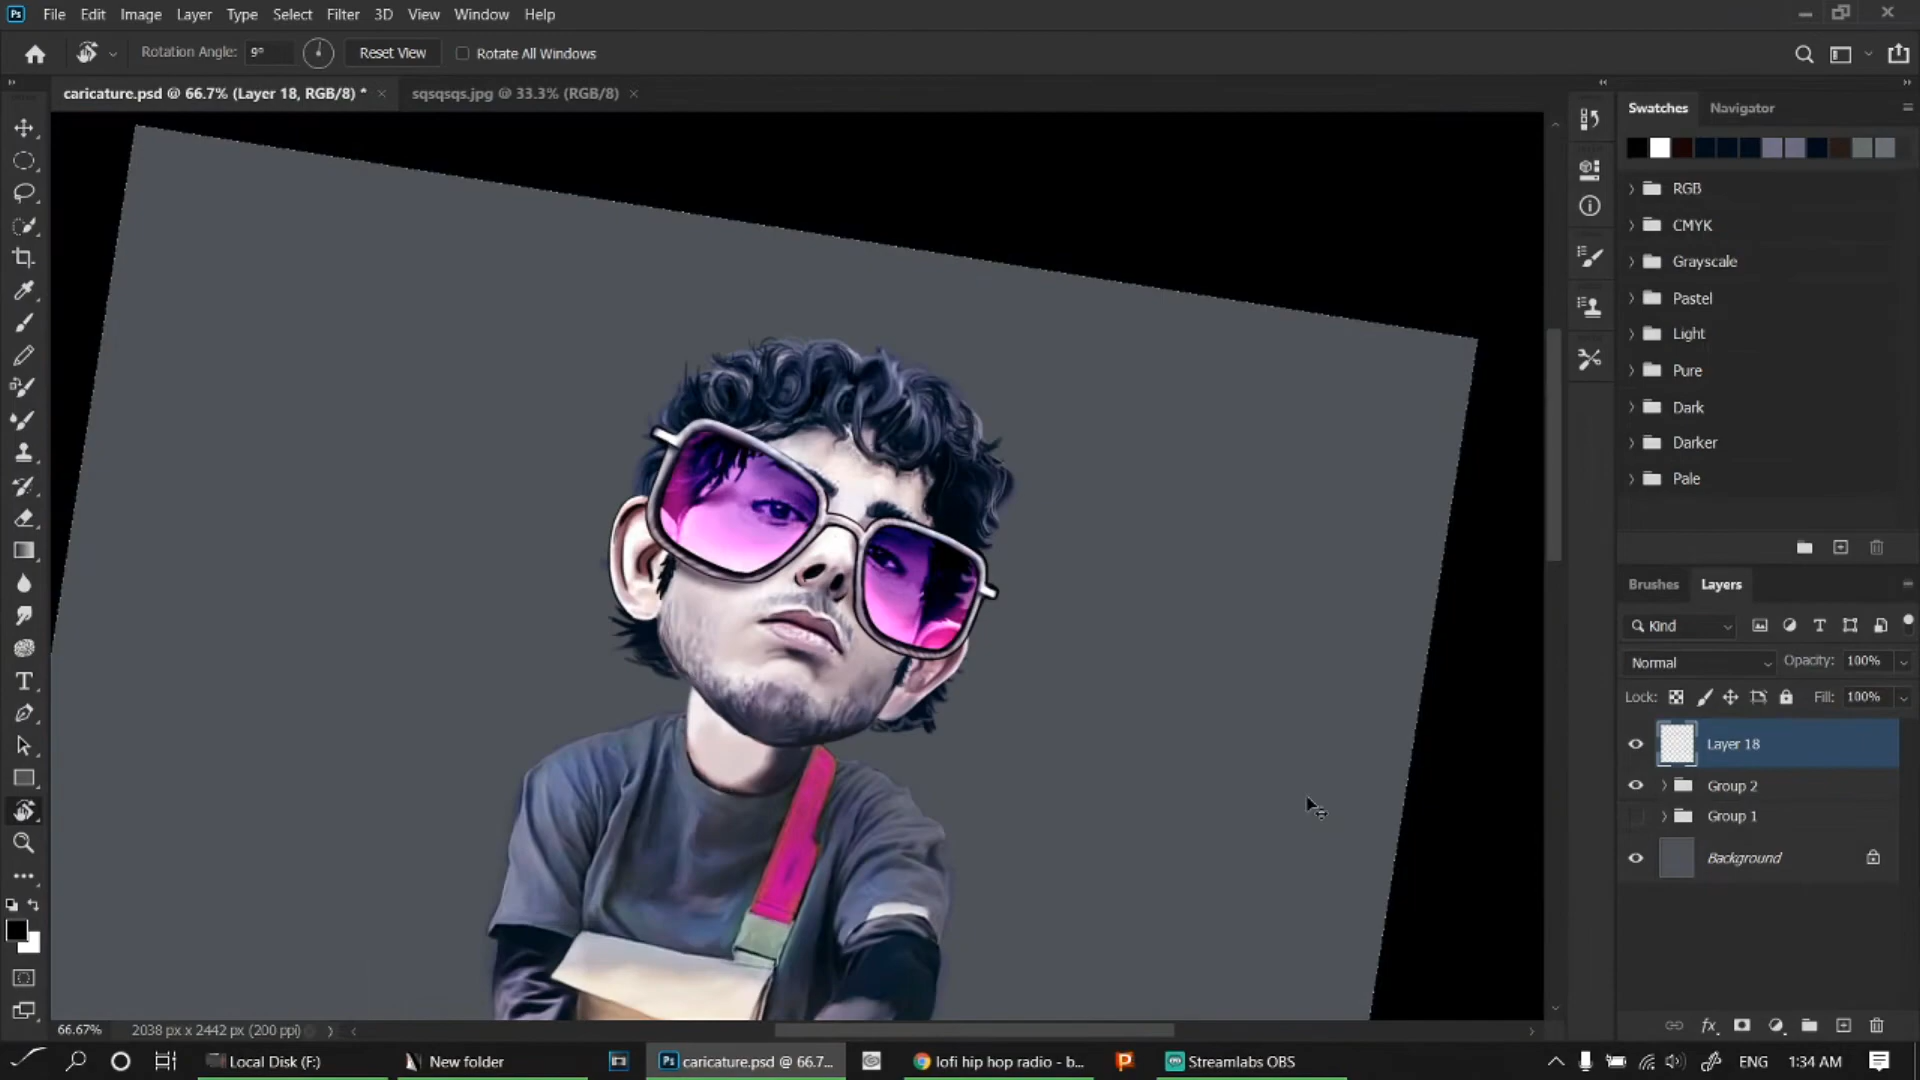 Ps File Edit Image Layer Type Select Filter 3D View Window Help
Rotation Angle: 9° Reset View Rotate All Windows
caricature.psd @ 66.7% (Layer 18, RGB/8) * sqsqsqs.jpg @ 33.3% (RGB/8)
Swatches Navigator
RGB
CMYK
Grayscale
Pastel
Light
Pure
Dark
Darker
Pale
Brushes Layers
Kind
Normal Opacity: 100%
Lock: Fill: 100%
Layer 18
Group 2
Group 1
Background
66.67% 2038 px x 2442 px (200 ppi)
Local Disk (F:) New folder Ps caricature.psd @ 66.7... lofi hip hop radio - b... P Streamlabs OBS ENG 1:34 AM